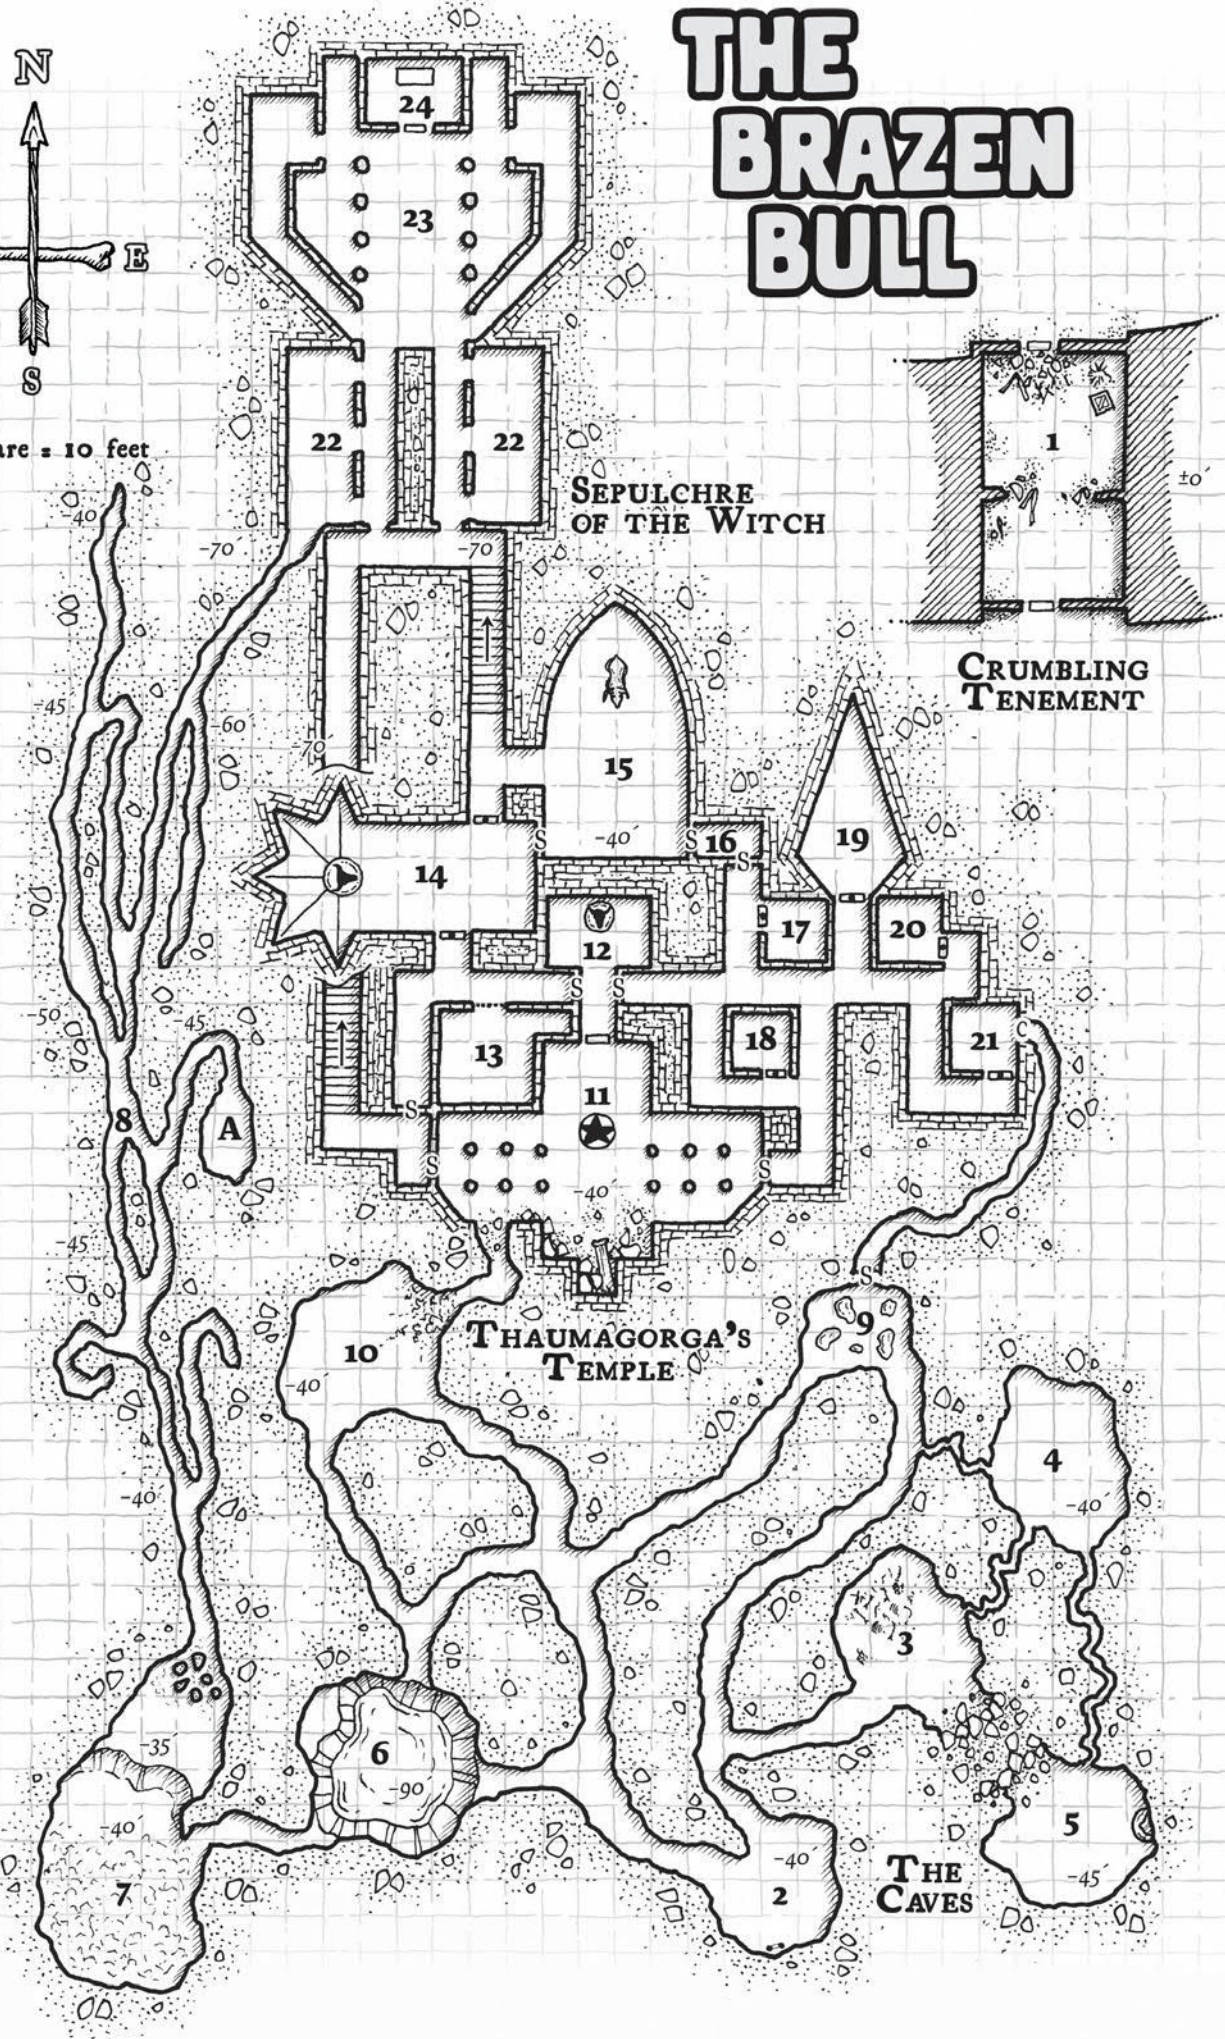 THE
BRAZEN
BULL
N
E
S
are = 10 feet
24
23
22
22
1
±0´
SEPULCHRE
OF THE WITCH
CRUMBLING
TENEMENT
-40´
-70
-70
-45
-60
-70
15
-40´
S
S
16
S
19
14
12
17
20
S
S
-50
-45
13
18
21
C
8
A
11
S
S
S
-40´
-45
S
9
THAUMAGORGA'S
TEMPLE
10
-40´
4
-40´
-40´
3
-35
6
-90
-40´
7
5
-45
-40´
2
THE
CAVES